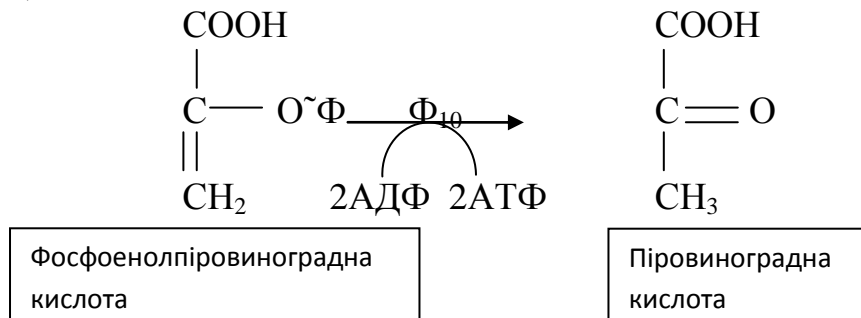 COOH COOH
C — O~Ф Ф10 C = O
CH2 2АДФ 2АТФ CH3
Фосфоенолпіровиноградна
кислота
Піровиноградна
кислота